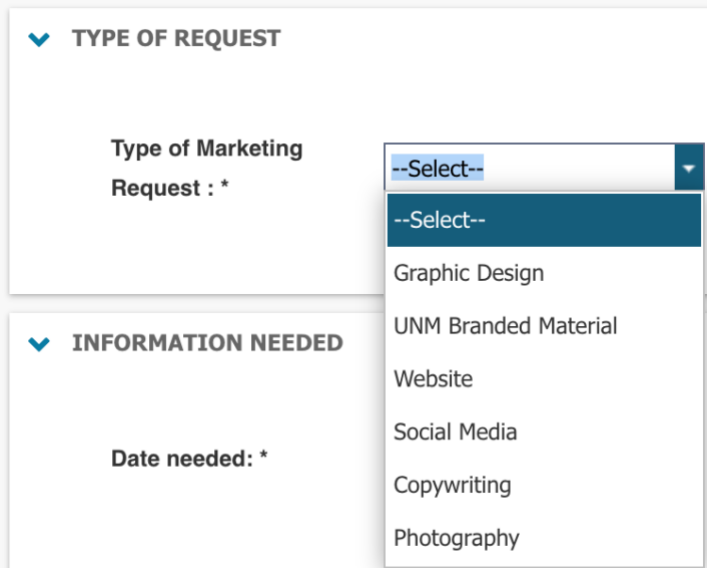 TYPE OF REQUEST
Type of Marketing
Request : *
--Select--
--Select--
Graphic Design
UNM Branded Material
Website
Social Media
Copywriting
Photography
INFORMATION NEEDED
Date needed: *